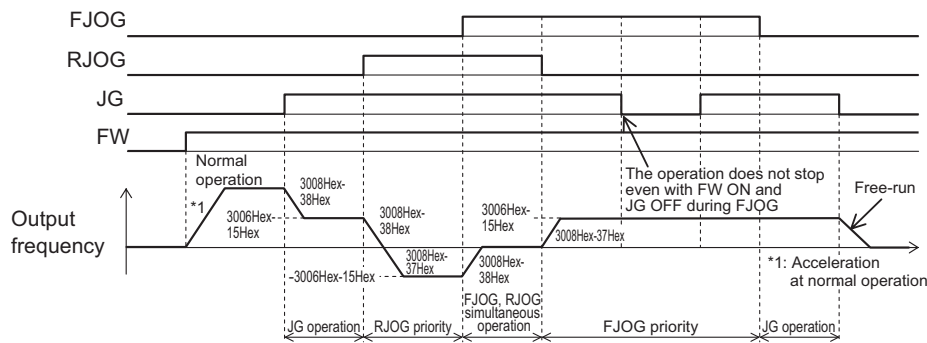 FJOG
RJOG
JG
FW
Normal
operation
*1
3008Hex-
38Hex
3006Hex-
15Hex
3008Hex-
38Hex
3008Hex-
37Hex
–3006Hex-15Hex
3006Hex-
15Hex
3008Hex-
38Hex
3008Hex-37Hex
The operation does not stop
even with FW ON and
JG OFF during FJOG
Free-run
Output
frequency
*1: Acceleration
at normal operation
JG operation
RJOG priority
FJOG, RJOG
simultaneous
operation
FJOG priority
JG operation